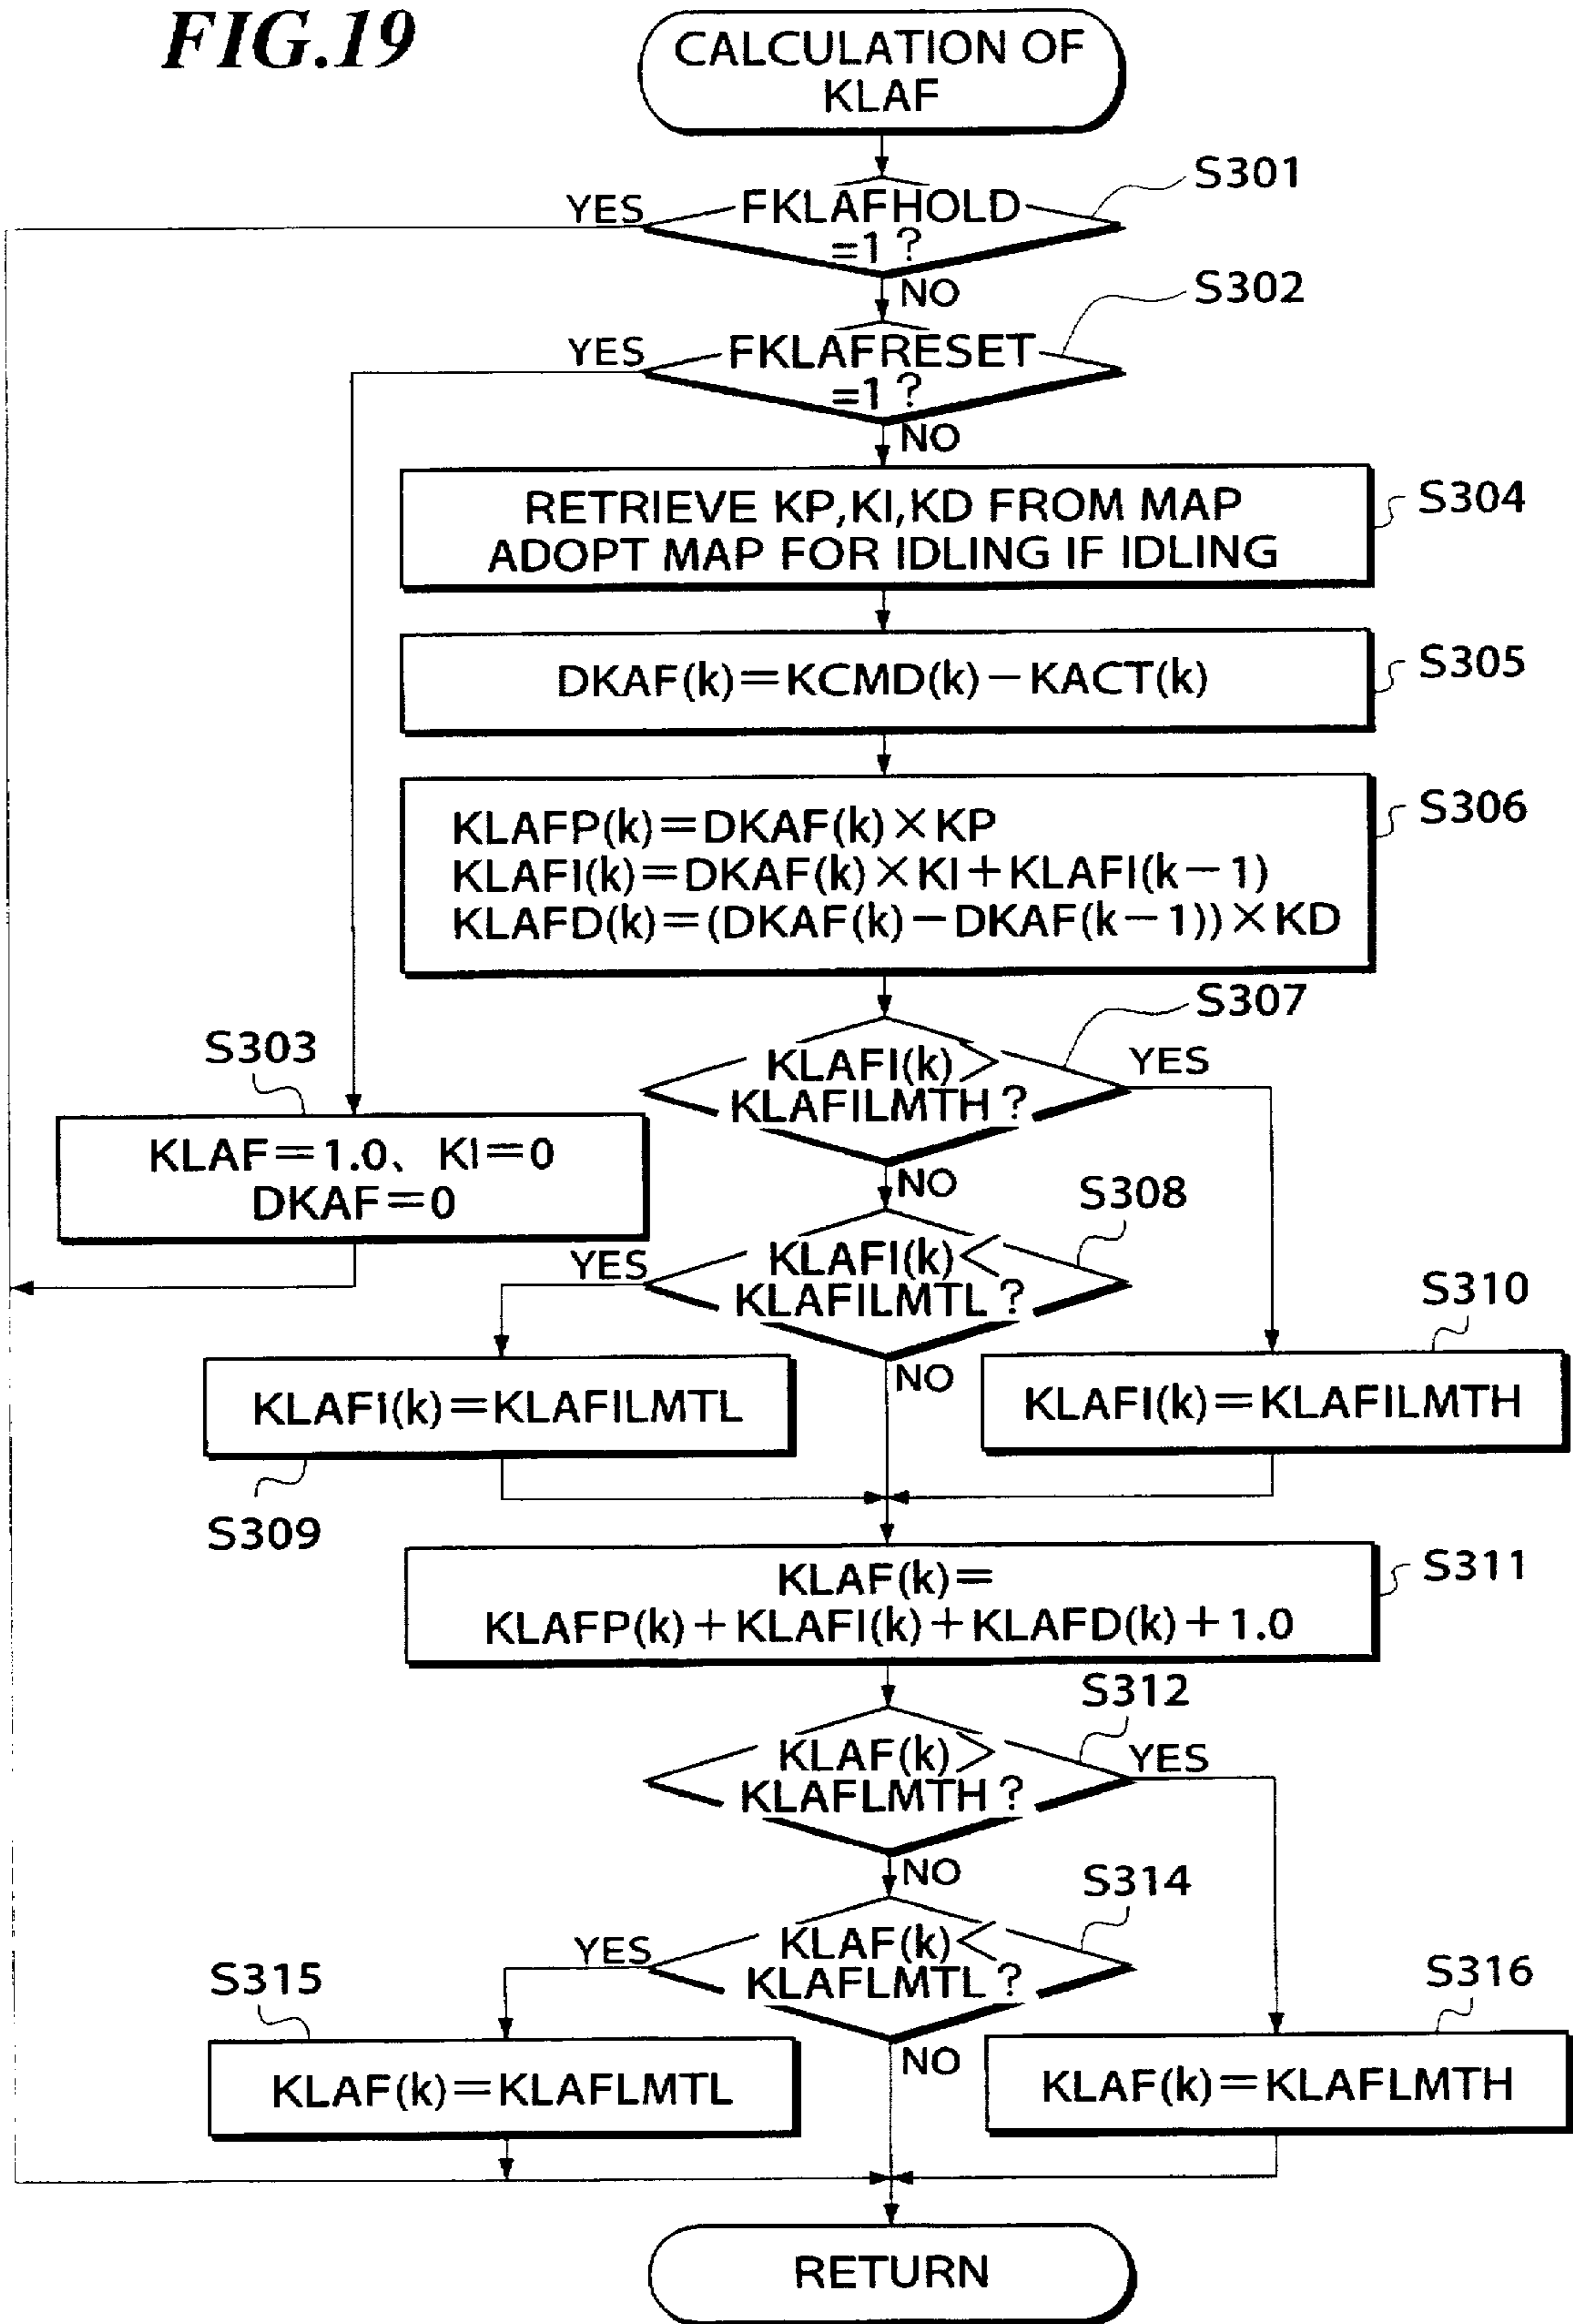 FIG.19
CALCULATION OF
KLAF
S301
YES
FKLAFHOLD
=1?
NO
S302
YES
FKLAFRESET
=1?
NO
RETRIEVE KP,KI,KD FROM MAP
ADOPT MAP FOR IDLING IF IDLING
S304
DKAF(k)=KCMD(k)-KACT(k)
S305
KLAFP(k)=DKAF(k)×KP
KLAFI(k)=DKAF(k)×KI+KLAFI(k-1)
KLAFD(k)=(DKAF(k)-DKAF(k-1))×KD
S306
S307
KLAFI(k)>
KLAFILMTH?
YES
NO
S303
KLAF=1.0、KI=0
DKAF=0
S308
YES
KLAFI(k)<
KLAFILMTL?
NO
S310
KLAFI(k)=KLAFILMTL
KLAFI(k)=KLAFILMTH
S309
KLAF(k)=
KLAFP(k)+KLAFI(k)+KLAFD(k)+1.0
S311
S312
KLAF(k)>
KLAFLMTH?
YES
NO
S314
YES
KLAF(k)<
KLAFLMTL?
NO
S315
S316
KLAF(k)=KLAFLMTL
KLAF(k)=KLAFLMTH
RETURN